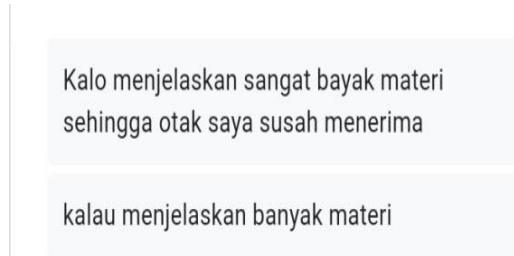 Kalo menjelaskan sangat bayak materi
sehingga otak saya susah menerima
kalau menjelaskan banyak materi